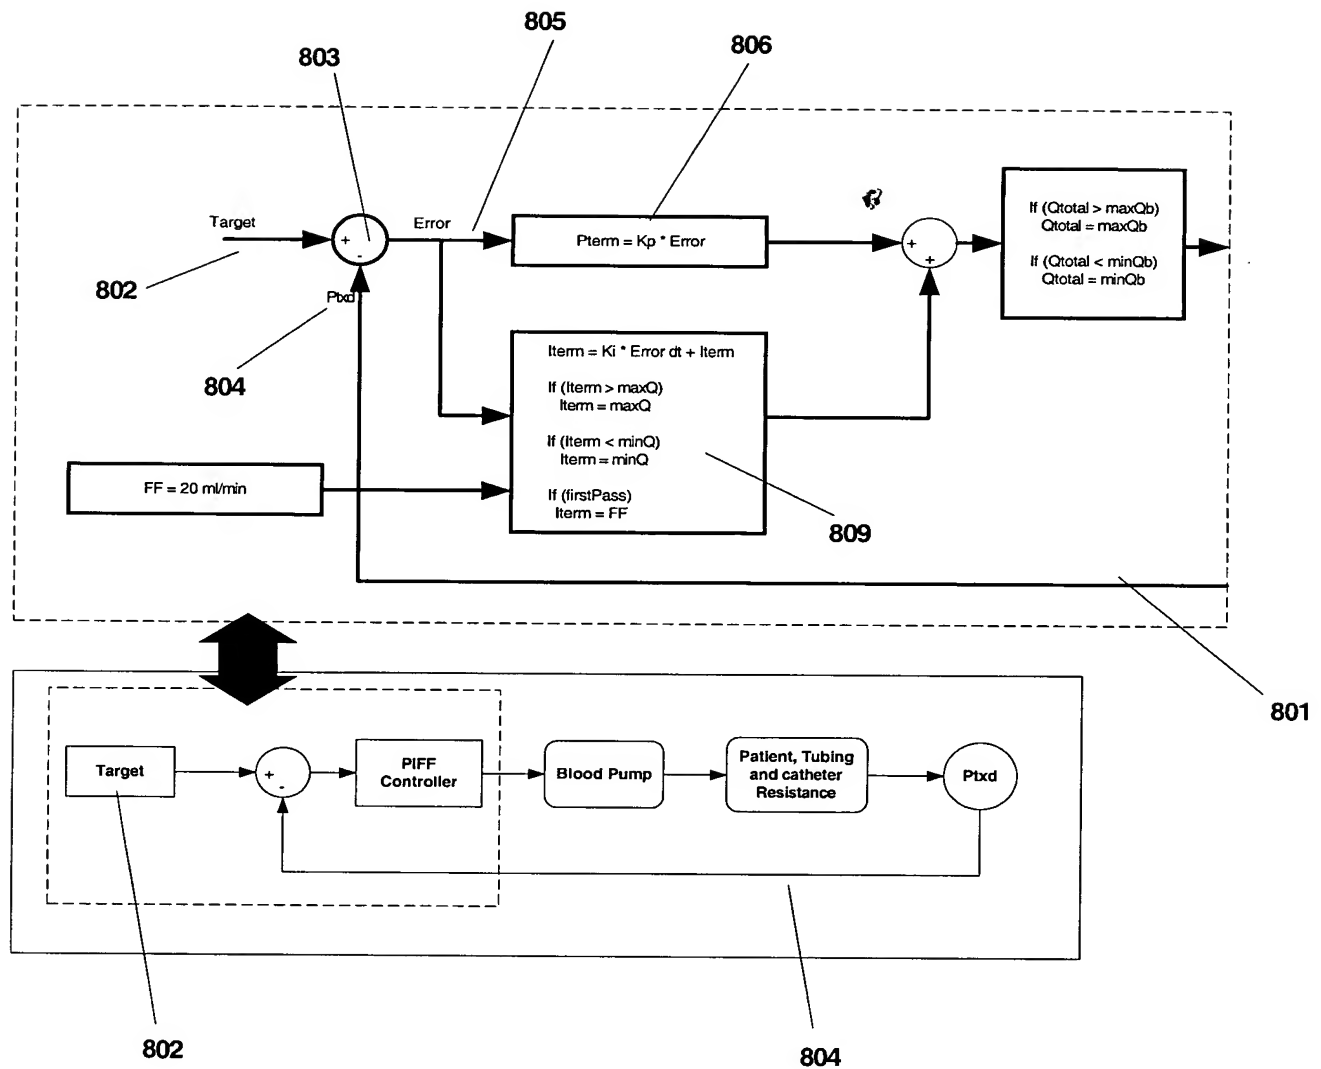 805
806
803
Target
Error
+
-
Pterm = Kp * Error
+
+
If (Qtotal > maxQb)
Qtotal = maxQb
If (Qtotal < minQb)
Qtotal = minQb
802
Ptxd
804
Iterm = Ki * Error dt + Iterm
If (Iterm > maxQ)
Iterm = maxQ
If (Iterm < minQ)
Iterm = minQ
If (firstPass)
Iterm = FF
FF = 20 ml/min
809
801
Target
+
-
PIFF
Controller
Blood Pump
Patient, Tubing
and catheter
Resistance
Ptxd
802
804